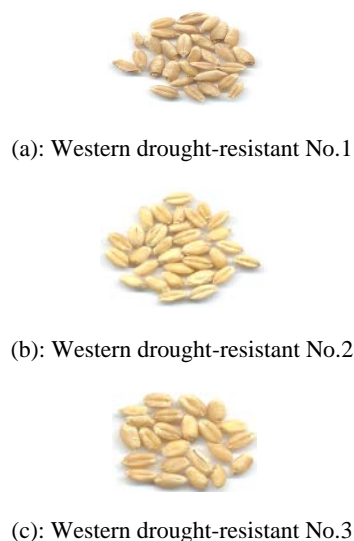 (a): Western drought-resistant No.1
(b): Western drought-resistant No.2
(c): Western drought-resistant No.3